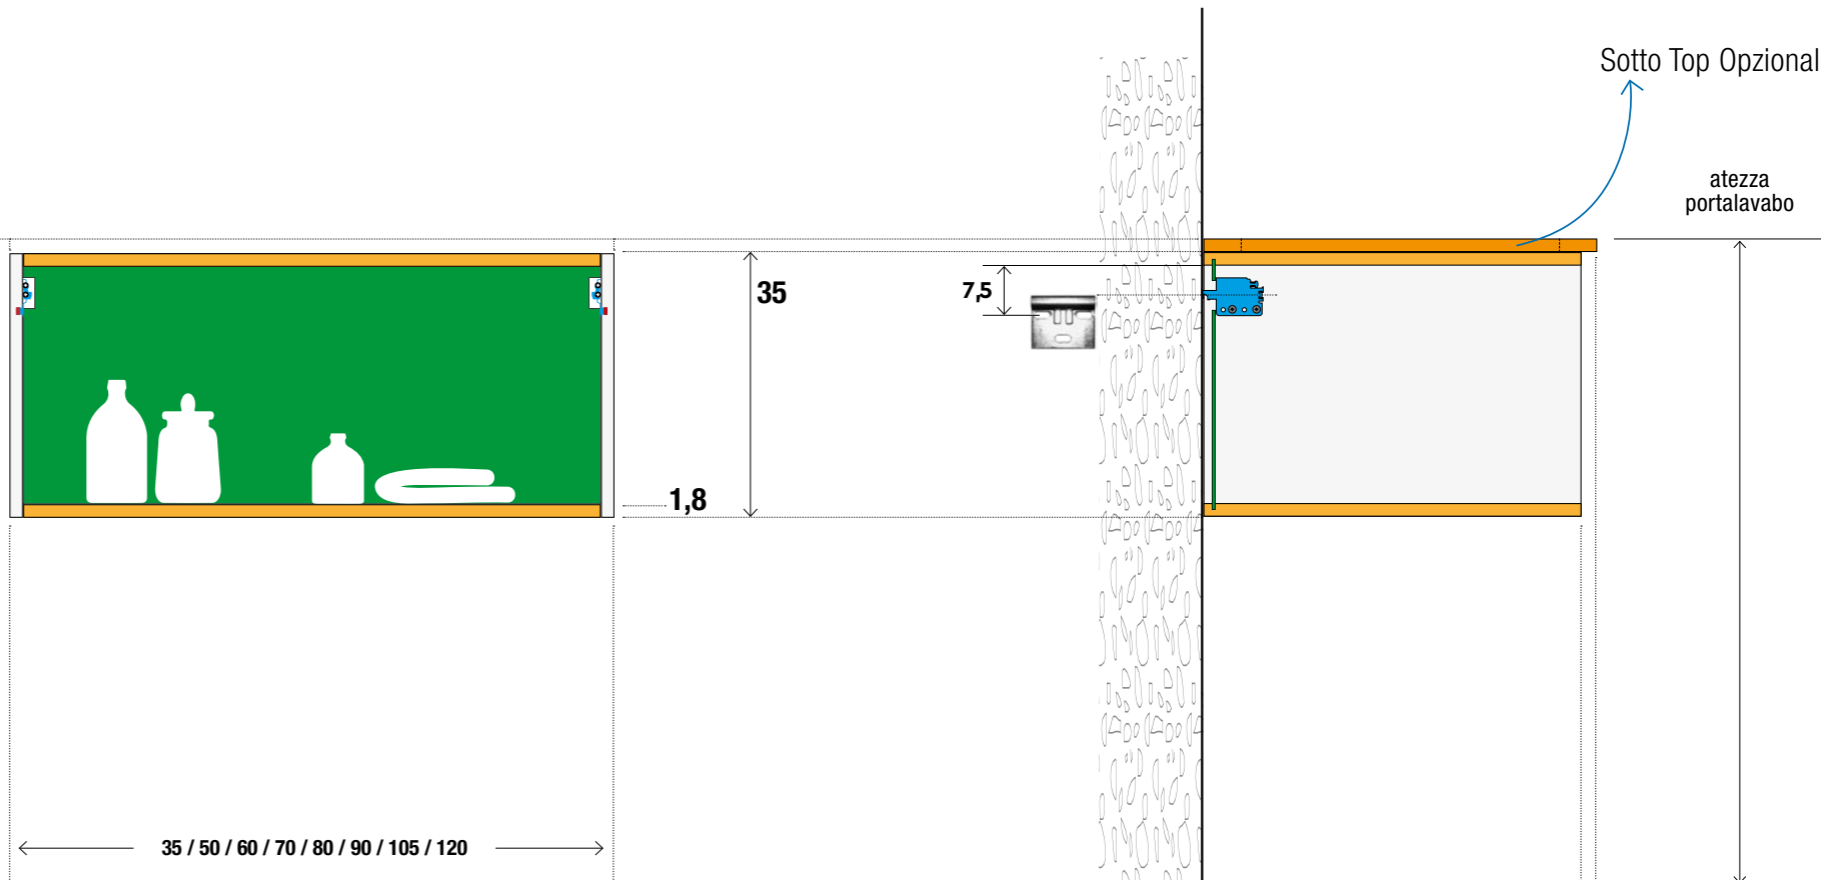 Sotto Top Opzional
atezza
portalavabo
35
7,5
1,8
35 / 50 / 60 / 70 / 80 / 90 / 105 / 120